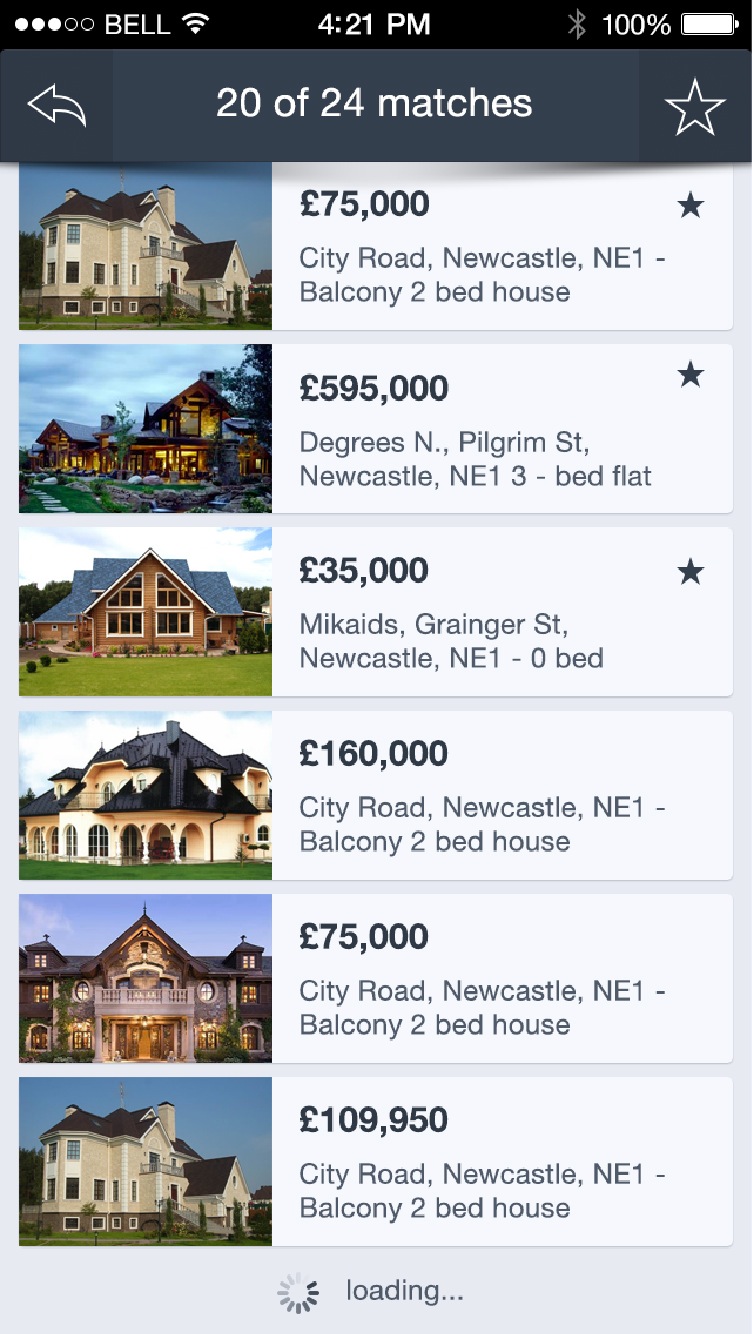 BELL 4:21 PM 100%
20 of 24 matches
£75,000
City Road, Newcastle, NE1 -
Balcony 2 bed house
£595,000
Degrees N., Pilgrim St,
Newcastle, NE1 3 - bed flat
£35,000
Mikaids, Grainger St,
Newcastle, NE1 - 0 bed
£160,000
City Road, Newcastle, NE1 -
Balcony 2 bed house
£75,000
City Road, Newcastle, NE1 -
Balcony 2 bed house
£109,950
City Road, Newcastle, NE1 -
Balcony 2 bed house
loading...